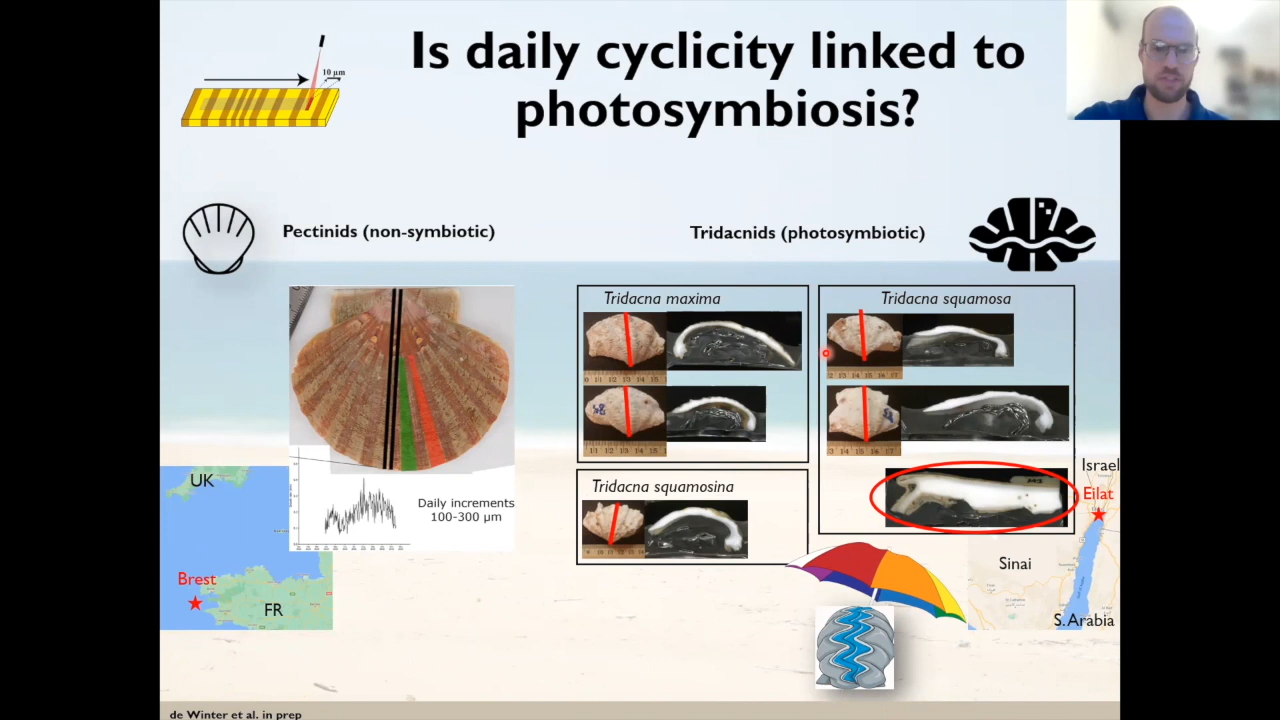 Is daily cyclicity linked to
photosymbiosis?
10 µm
Pectinids (non-symbiotic)
Tridacnids (photosymbiotic)
Tridacna maxima
Tridacna squamosa
Tridacna squamosina
Daily increments
100-300 µm
UK
Brest
FR
Israel
Eilat
Sinai
S. Arabia
de Winter et al. in prep